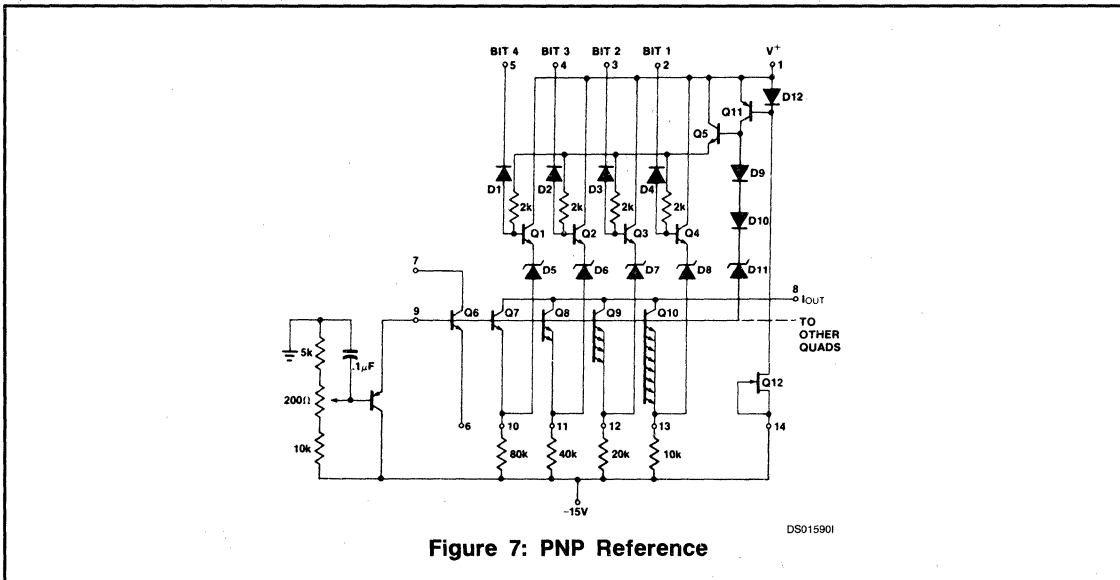 BIT 4 BIT 3 BIT 2 BIT 1 V+
5 4 3 2 1
D12
Q11
Q5
D1 D2 D3 D4 D9
2k 2k 2k 2k
D10
Q1 Q2 Q3 Q4
D5 D6 D7 D8 D11
7 8
IOUT
9 Q6 Q7 Q8 Q9 Q10
TO
OTHER
QUADS
5k .1μF
200Ω Q12
6 10 11 12 13 14
10k 80k 40k 20k 10k
-15V
DS01590I
Figure 7: PNP Reference